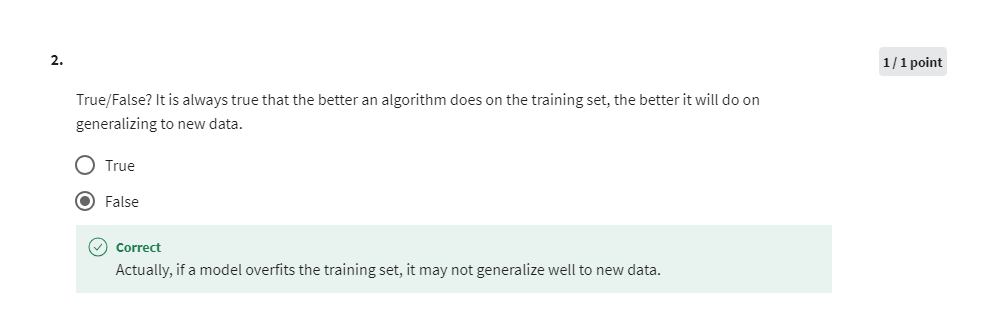 2.
1 / 1 point
True/False? It is always true that the better an algorithm does on the training set, the better it will do on
generalizing to new data.
True
False
Correct
Actually, if a model overfits the training set, it may not generalize well to new data.